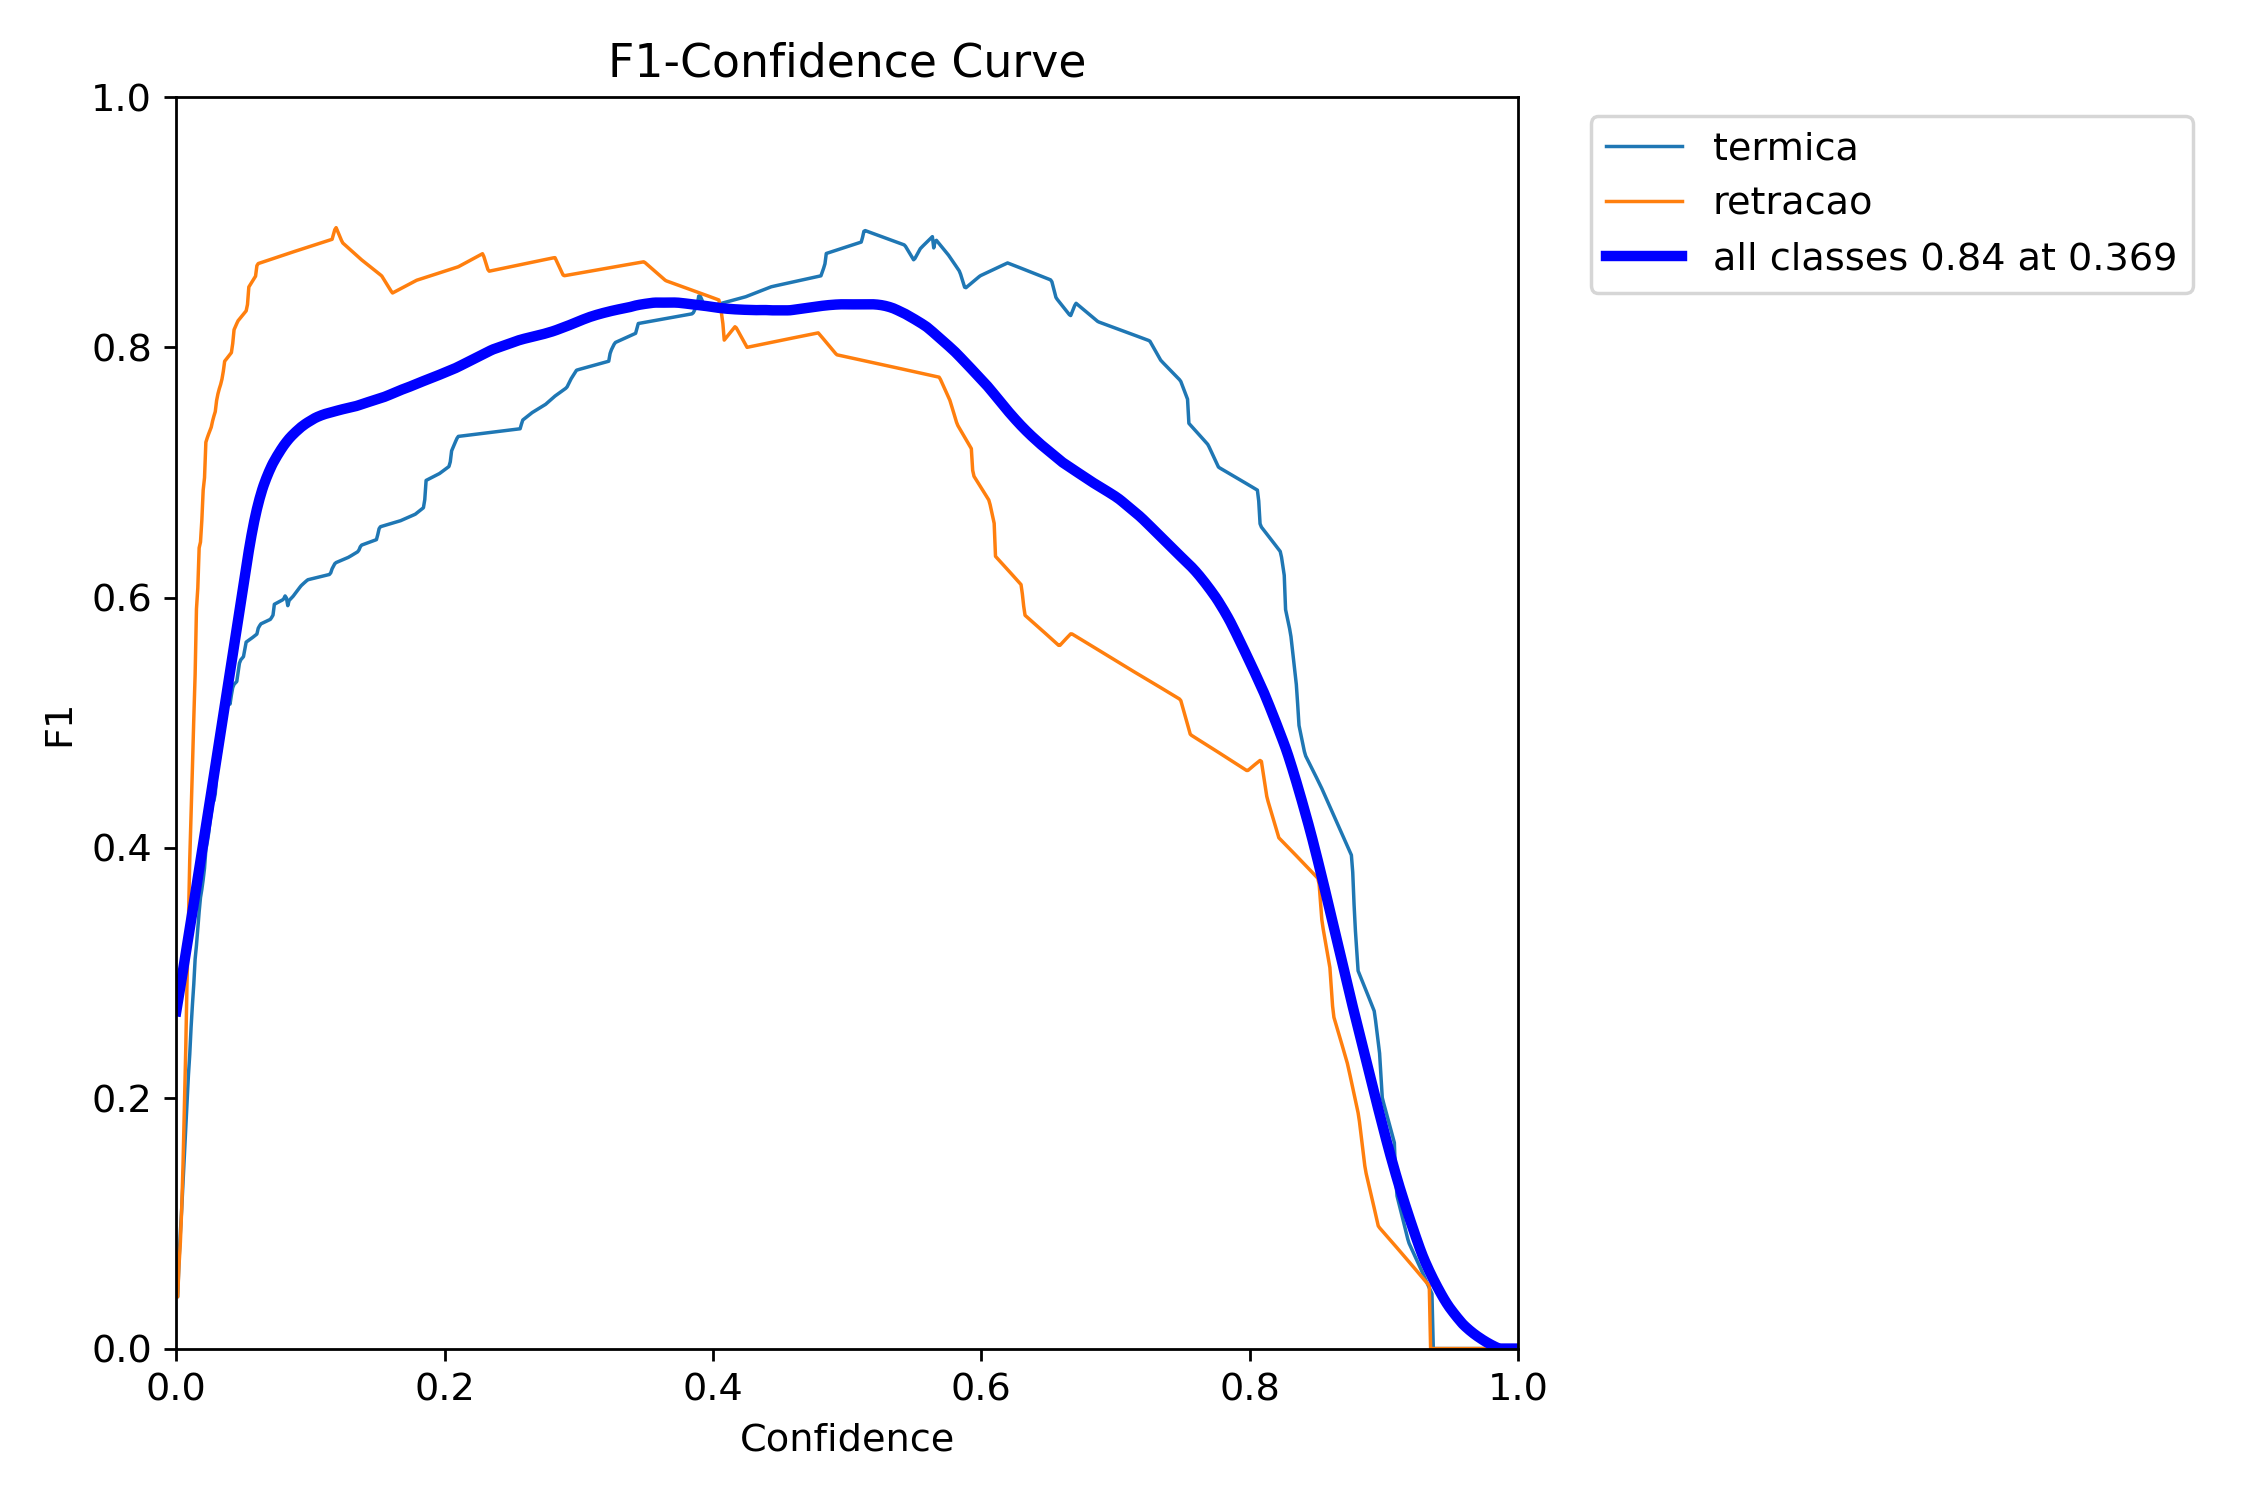 F1-Confidence Curve
1.0
0.8
0.6
0.4
0.2
0.0
F1
0.0 0.2 0.4 0.6 0.8 1.0
Confidence
termica
retracao
all classes 0.84 at 0.369